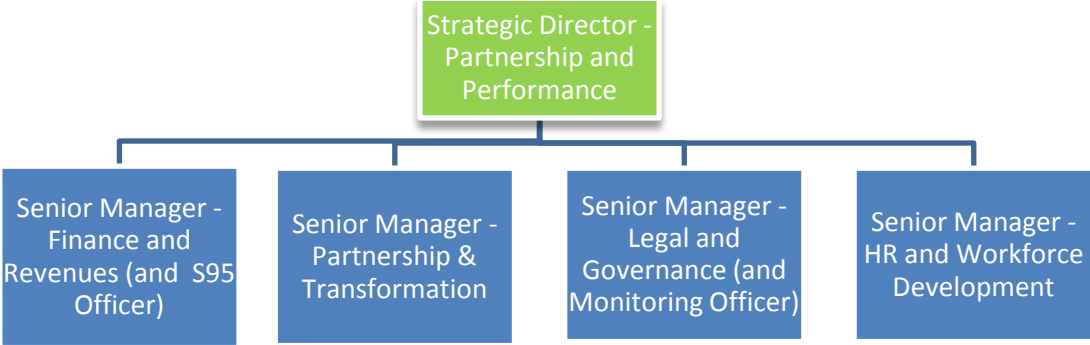 Strategic Director -
Partnership and
Performance
Senior Manager -
Finance and
Revenues (and S95
Officer)
Senior Manager -
Partnership &
Transformation
Senior Manager -
Legal and
Governance (and
Monitoring Officer)
Senior Manager -
HR and Workforce
Development